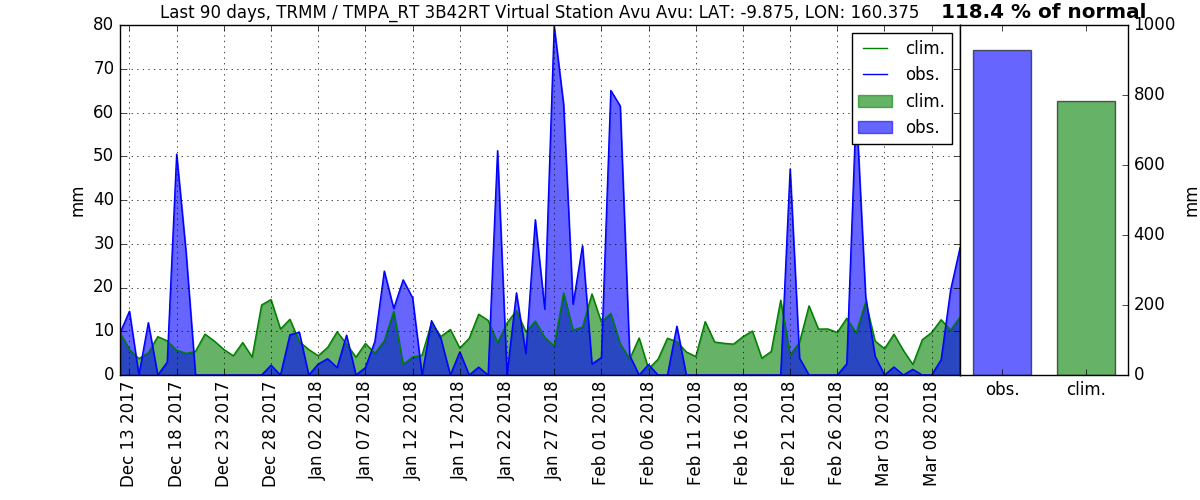 Last 90 days, TRMM / TMPA_RT 3B42RT Virtual Station Avu Avu: LAT: -9.875, LON: 160.375
118.4 % of normal
80
70
60
50
40
30
20
10
0
mm
clim.
obs.
clim.
obs.
Dec 13 2017
Dec 18 2017
Dec 23 2017
Dec 28 2017
Jan 02 2018
Jan 07 2018
Jan 12 2018
Jan 17 2018
Jan 22 2018
Jan 27 2018
Feb 01 2018
Feb 06 2018
Feb 11 2018
Feb 16 2018
Feb 21 2018
Feb 26 2018
Mar 03 2018
Mar 08 2018
1000
800
600
400
200
0
mm
obs.
clim.